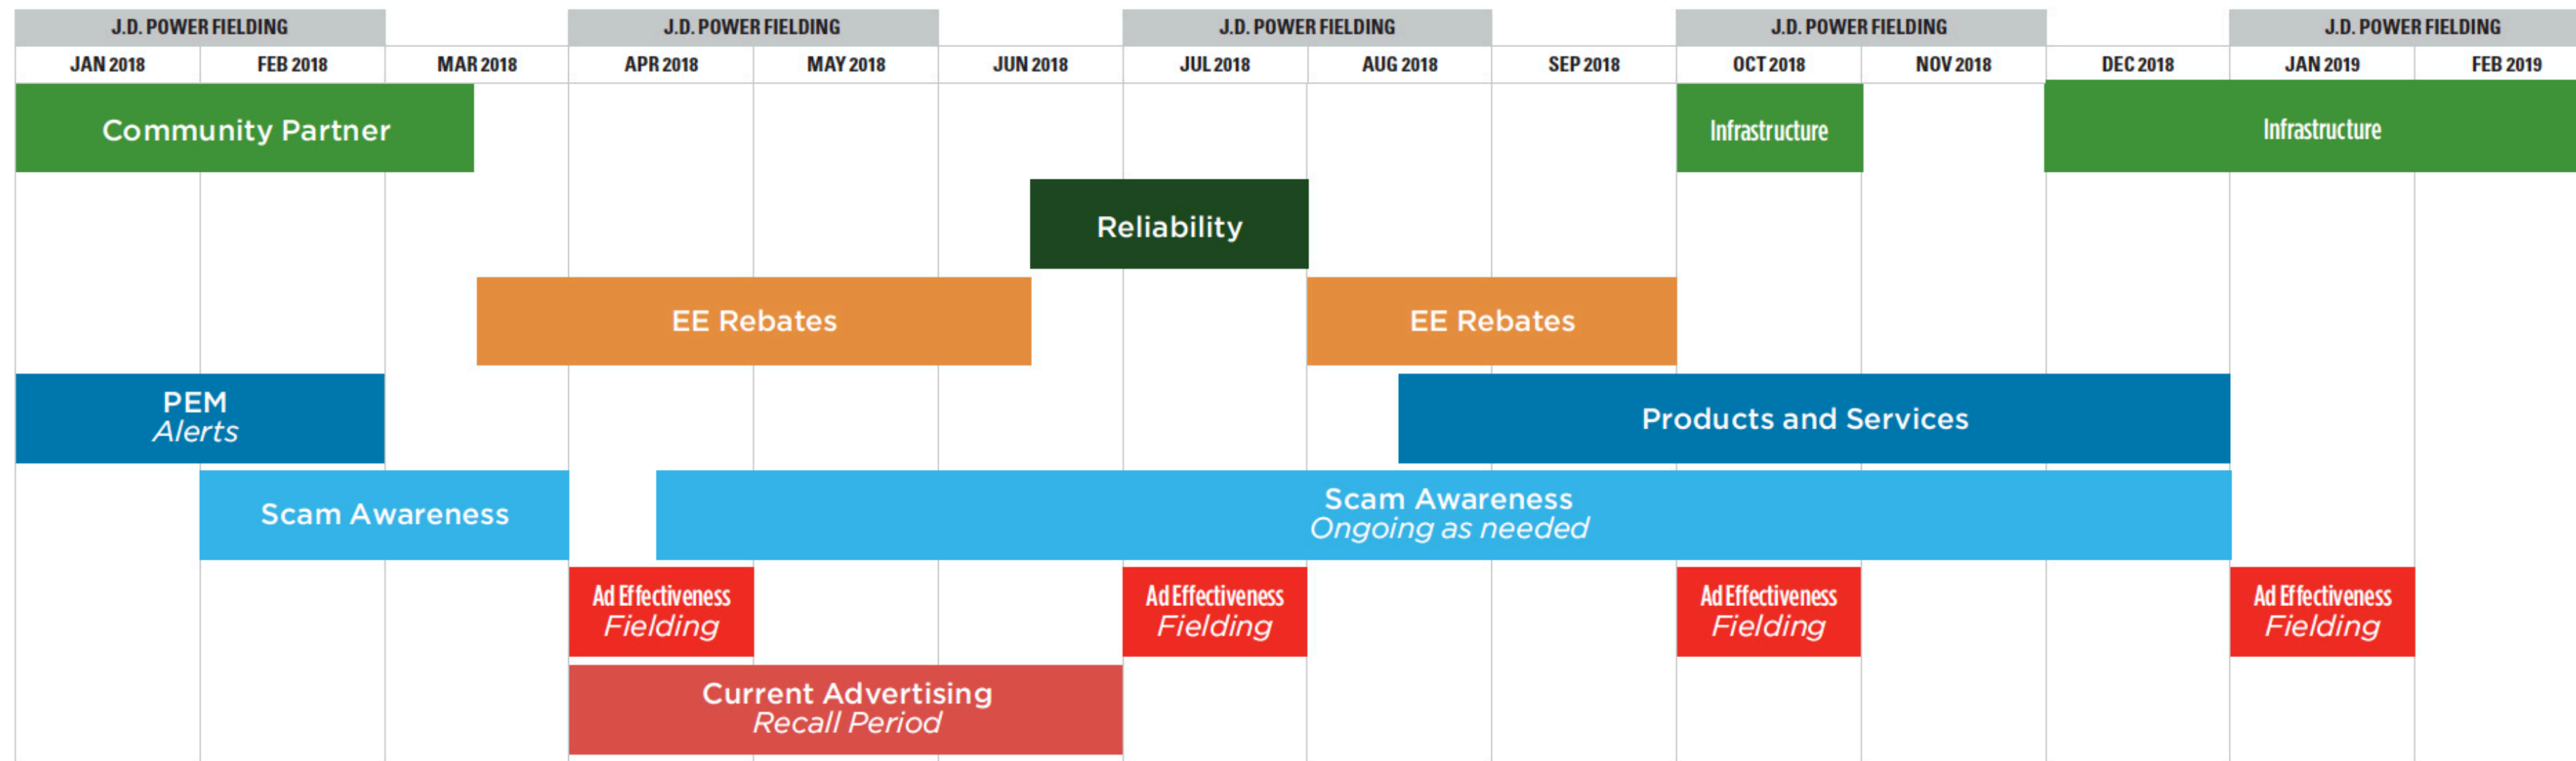 J.D. POWER FIELDING J.D. POWER FIELDING J.D. POWER FIELDING J.D. POWER FIELDING J.D. POWER FIELDING
JAN 2018 FEB 2018 MAR 2018 APR 2018 MAY 2018 JUN 2018 JUL 2018 AUG 2018 SEP 2018 OCT 2018 NOV 2018 DEC 2018 JAN 2019 FEB 2019
Community Partner Infrastructure Infrastructure
Reliability
EE Rebates EE Rebates
PEM
Alerts
Products and Services
Scam Awareness
Scam Awareness
Ongoing as needed
Ad Effectiveness Ad Effectiveness Ad Effectiveness Ad Effectiveness
Fielding Fielding Fielding Fielding
Current Advertising
Recall Period